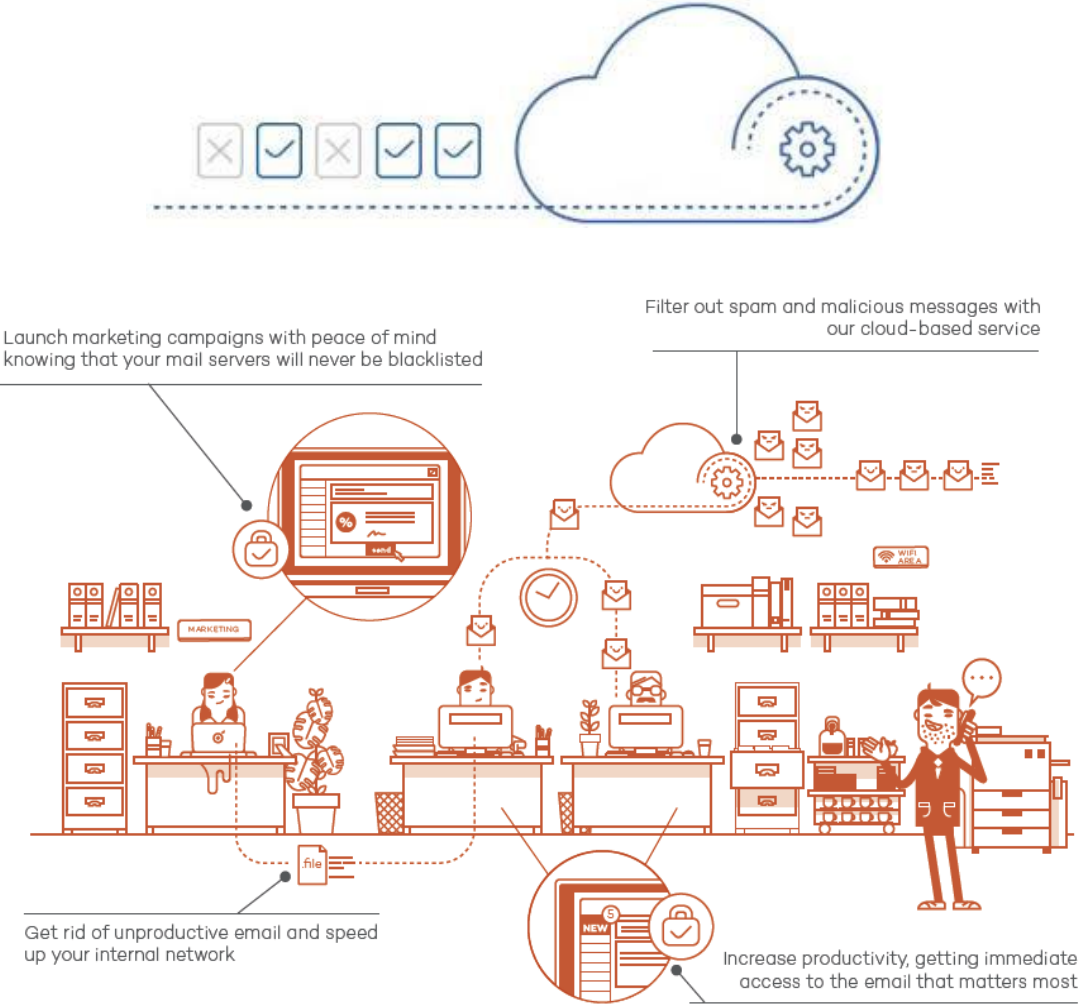 Filter out spam and malicious messages with
our cloud-based service
Launch marketing campaigns with peace of mind
knowing that your mail servers will never be blacklisted
%
send
WIFI
AREA
MARKETING
.file
5
NEW
Get rid of unproductive email and speed
up your internal network
Increase productivity, getting immediate
access to the email that matters most